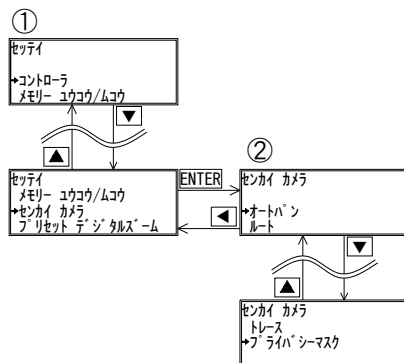 ①
セッテイ
→コントローラ
メモリー ユウコウ/ムコウ
▲
▼
セッテイ
メモリー ユウコウ/ムコウ
→センカイ カメラ
プリセット デジタルズーム
ENTER
◀
②
センカイ カメラ
→オートパン
ルート
▲
▼
センカイ カメラ
トレース
→プライバシーマスク